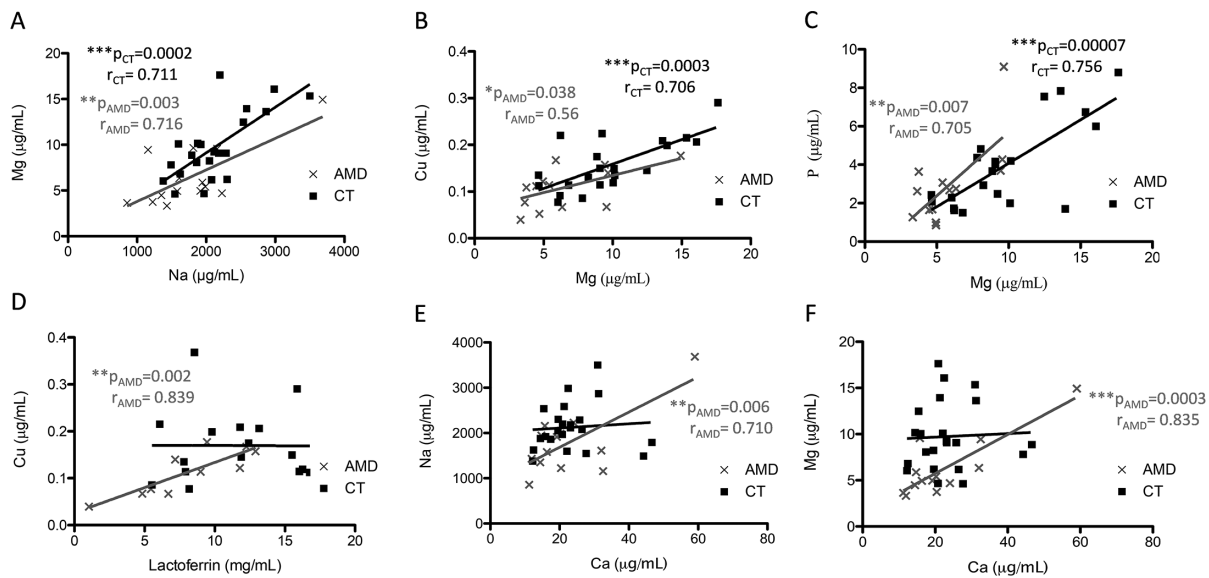 A
***pCT=0.0002
rCT= 0.711
**pAMD=0.003
rAMD= 0.716
Mg (µg/mL)
20
15
10
5
0
0 1000 2000 3000 4000
Na (µg/mL)
AMD
CT
B
***pCT=0.0003
rCT= 0.706
*pAMD=0.038
rAMD= 0.56
Cu (µg/mL)
0.4
0.3
0.2
0.1
0.0
0 5 10 15 20
Mg (µg/mL)
AMD
CT
C
***pCT=0.00007
rCT= 0.756
**pAMD=0.007
rAMD= 0.705
P (µg/mL)
10
8
6
4
2
0
0 5 10 15 20
Mg (µg/mL)
AMD
CT
D
**pAMD=0.002
rAMD= 0.839
Cu (µg/mL)
0.4
0.3
0.2
0.1
0.0
0 5 10 15 20
Lactoferrin (mg/mL)
AMD
CT
E
**pAMD=0.006
rAMD= 0.710
Na (µg/mL)
5000
4000
3000
2000
1000
0
0 20 40 60 80
Ca (µg/mL)
AMD
CT
F
***pAMD=0.0003
rAMD= 0.835
Mg (µg/mL)
20
15
10
5
0
0 20 40 60 80
Ca (µg/mL)
AMD
CT